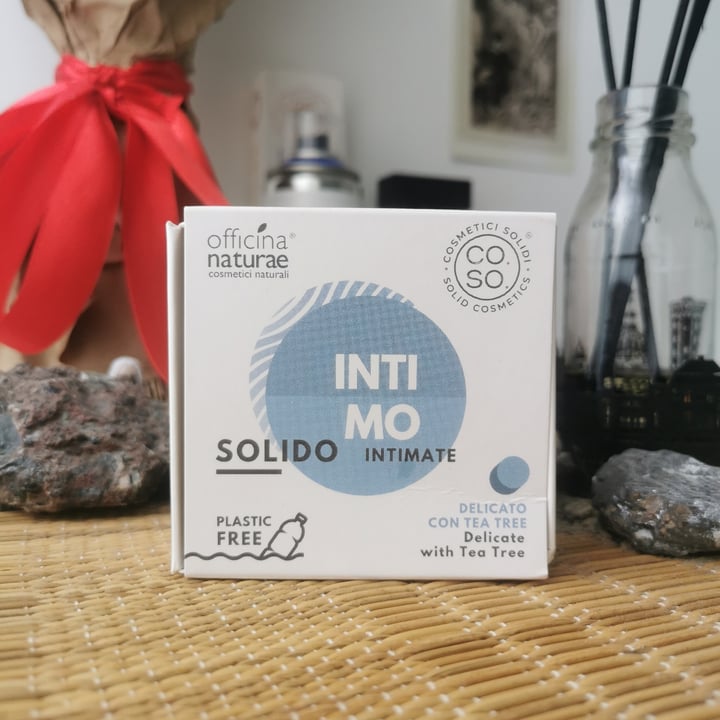 officina®
naturae
cosmetici naturali
COSMETICI SOLIDI®
CO.
SO.
SOLID COSMETICS
INTI
MO
SOLIDO INTIMATE
PLASTIC
FREE
DELICATO
CON TEA TREE
Delicate
with Tea Tree